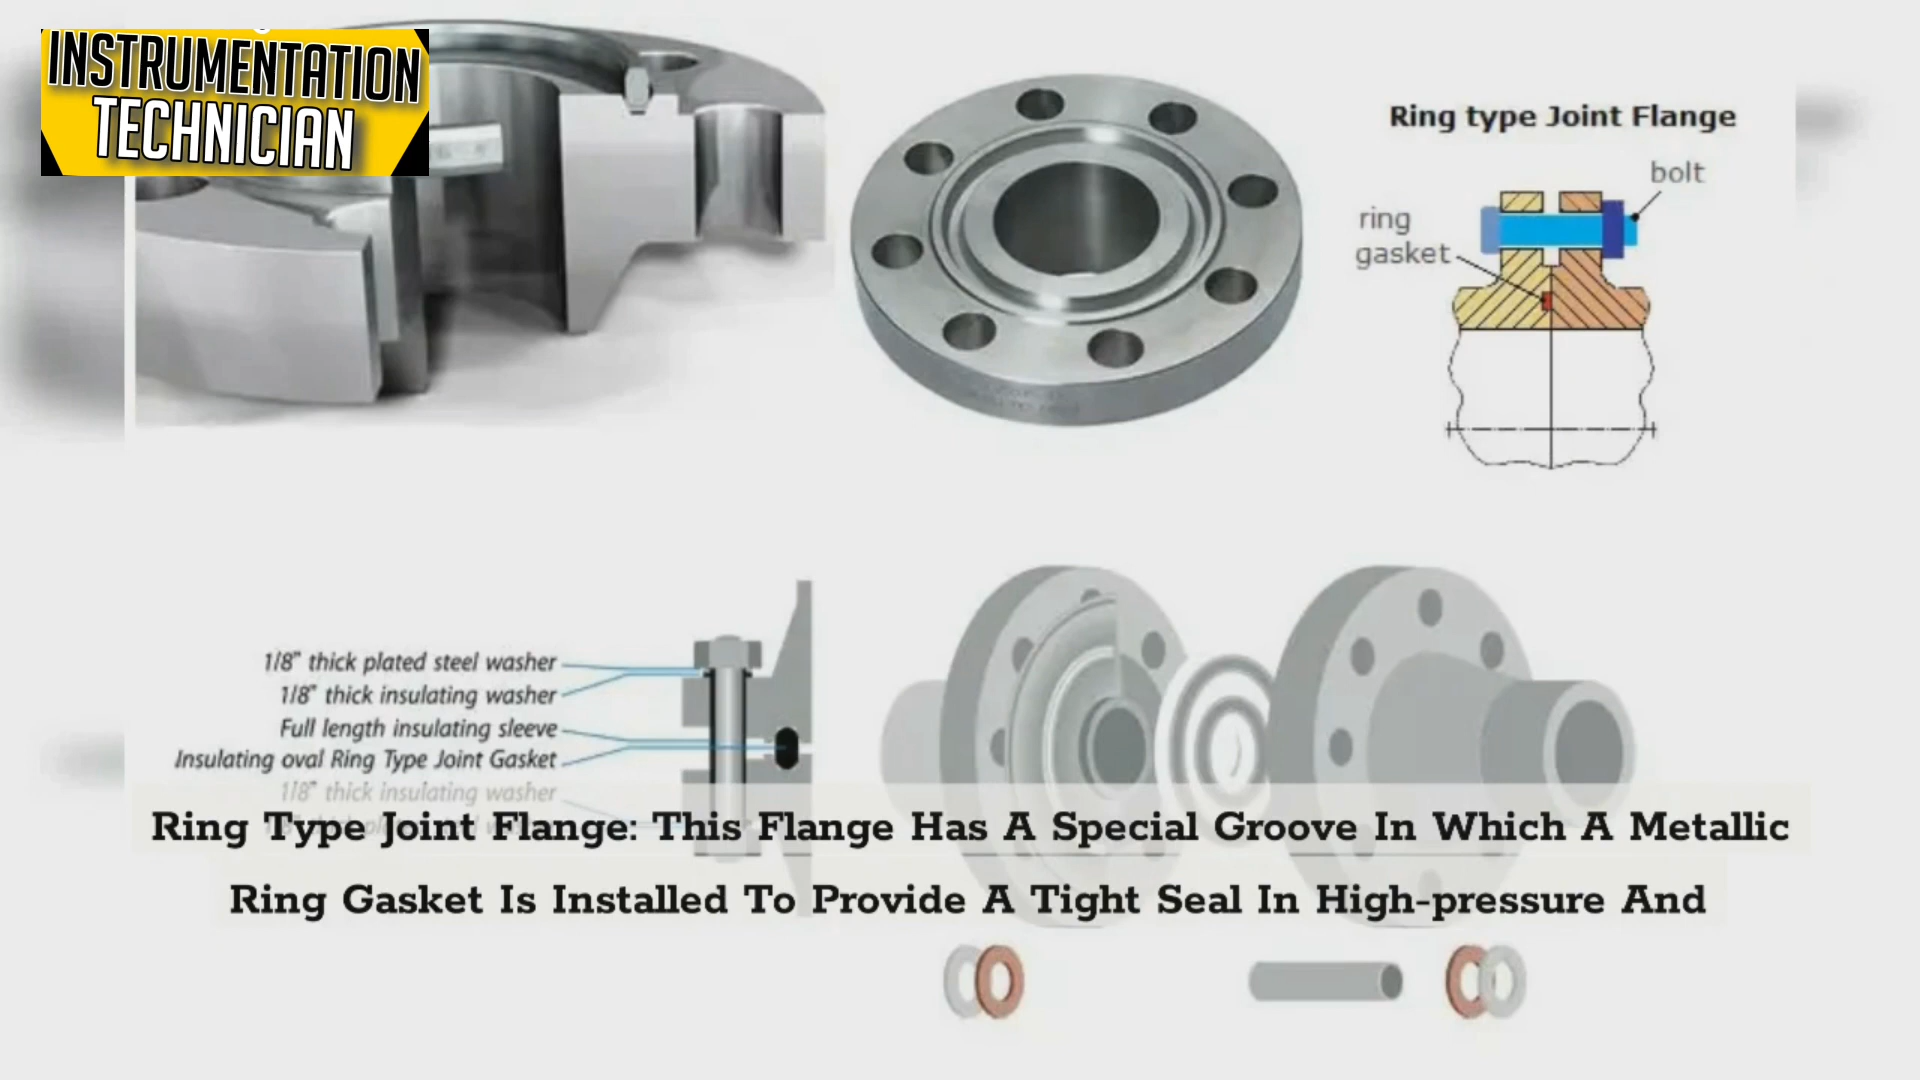 INSTRUMENTATION
TECHNICIAN
Ring type Joint Flange
bolt
ring
gasket
1/8" thick plated steel washer
1/8" thick insulating washer
Full length insulating sleeve
Insulating oval Ring Type Joint Gasket
1/8" thick insulating washer
Ring Type Joint Flange: This Flange Has A Special Groove In Which A Metallic
Ring Gasket Is Installed To Provide A Tight Seal In High-pressure And